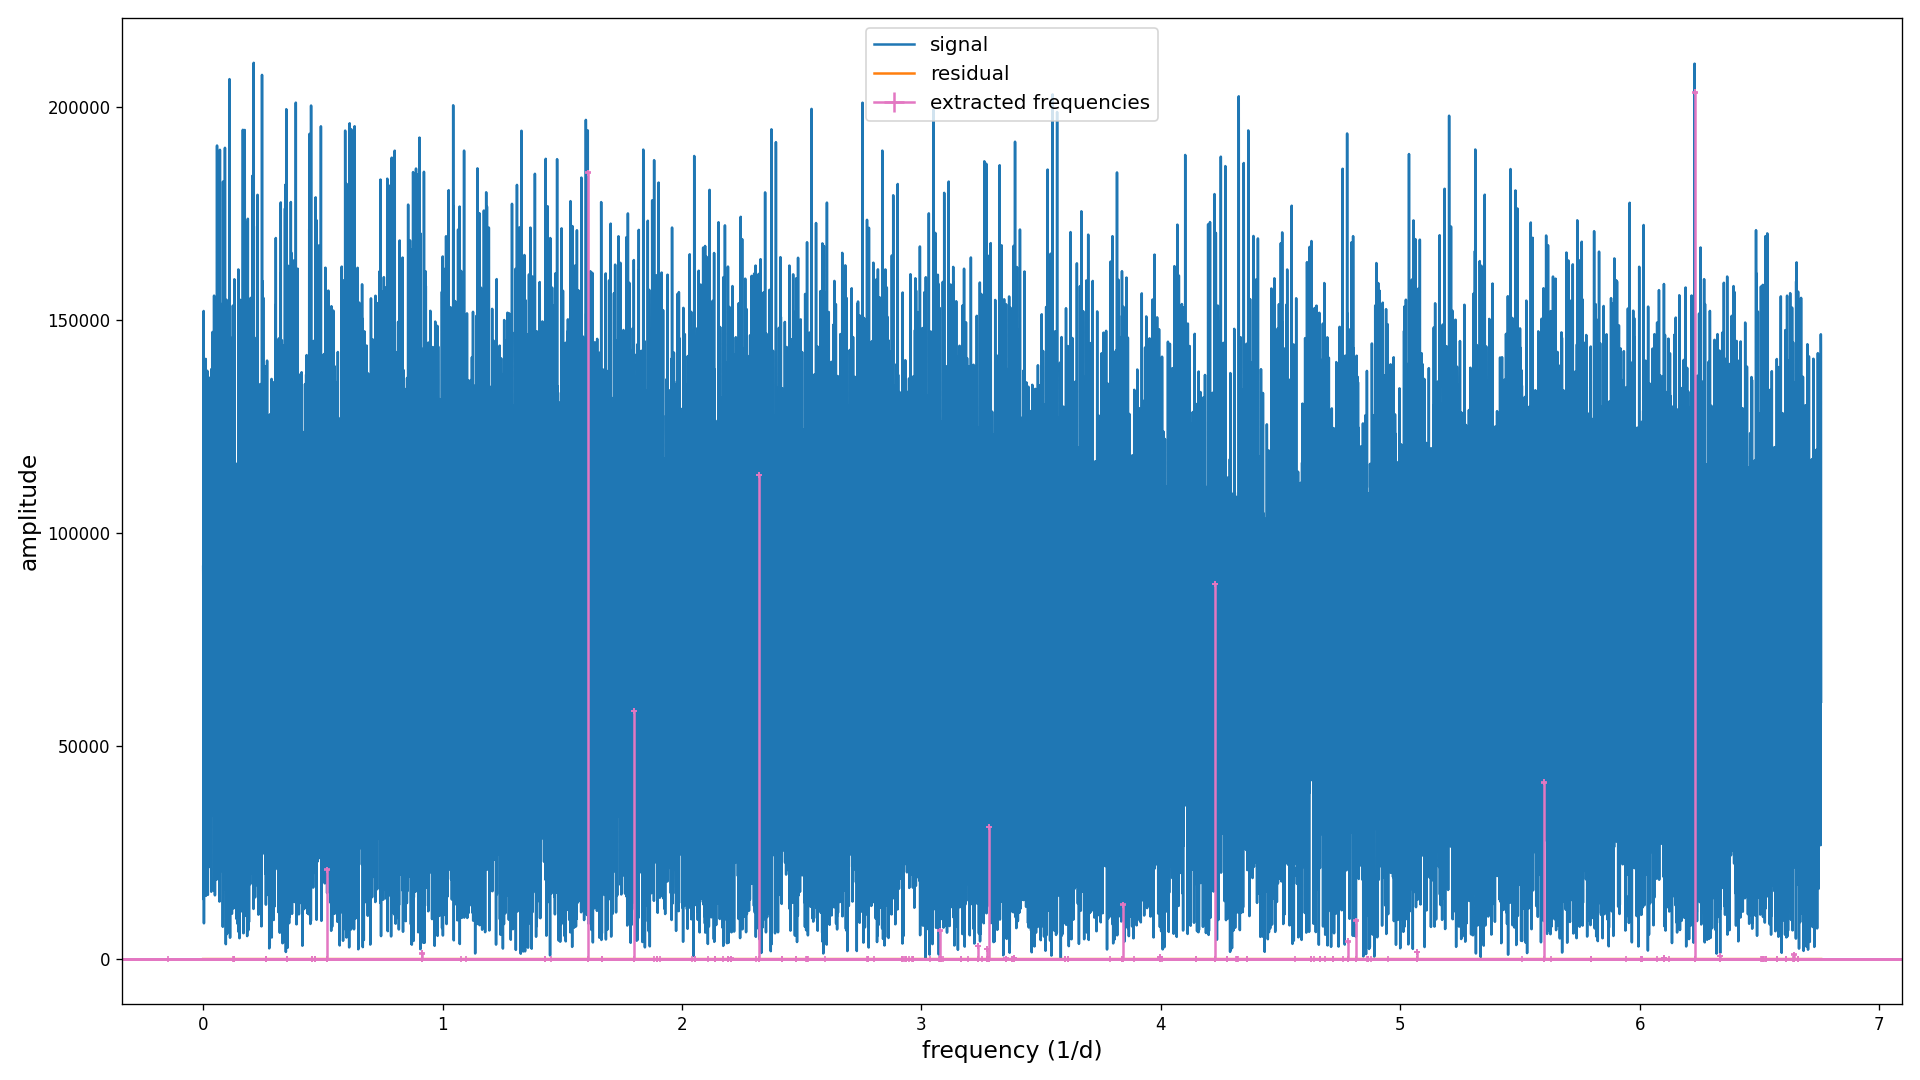 signal
residual
extracted frequencies
amplitude
200000
150000
100000
50000
0
0 1 2 3 4 5 6 7
frequency (1/d)